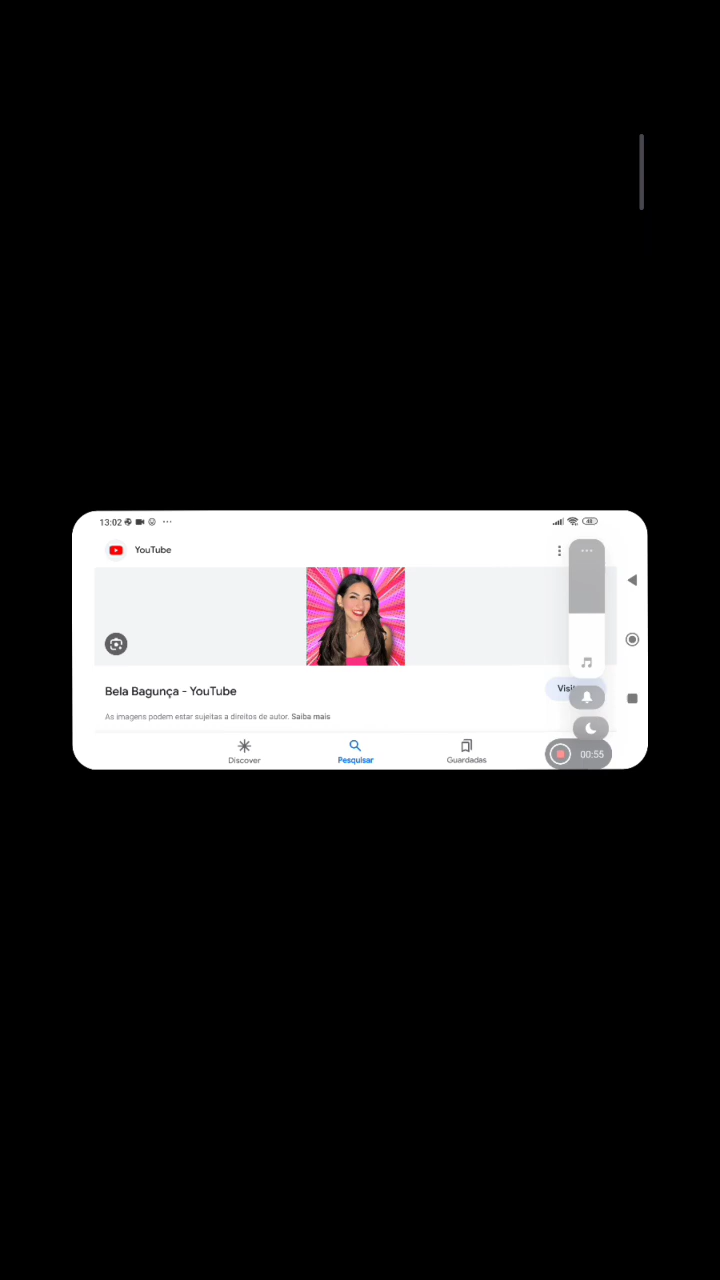 13:02
YouTube
Bela Bagunça - YouTube
As imagens podem estar sujeitas a direitos de autor. Saiba mais
Discover
Pesquisar
Guardadas
00:55